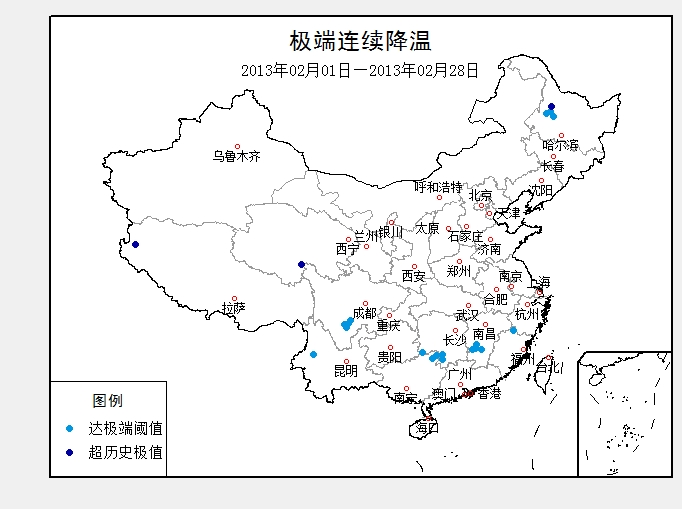 极端连续降温
2013年02月01日—2013年02月28日
哈尔滨
长春
乌鲁木齐
沈阳
呼和浩特
北京
天津
太原
石家庄
银川
兰州
西宁
济南
西安
郑州
南京
上海
合肥
拉萨
成都
重庆
武汉
杭州
长沙
南昌
贵阳
福州
台北
昆明
广州
南宁
澳门
香港
海口
图例
达极端阈值
超历史极值